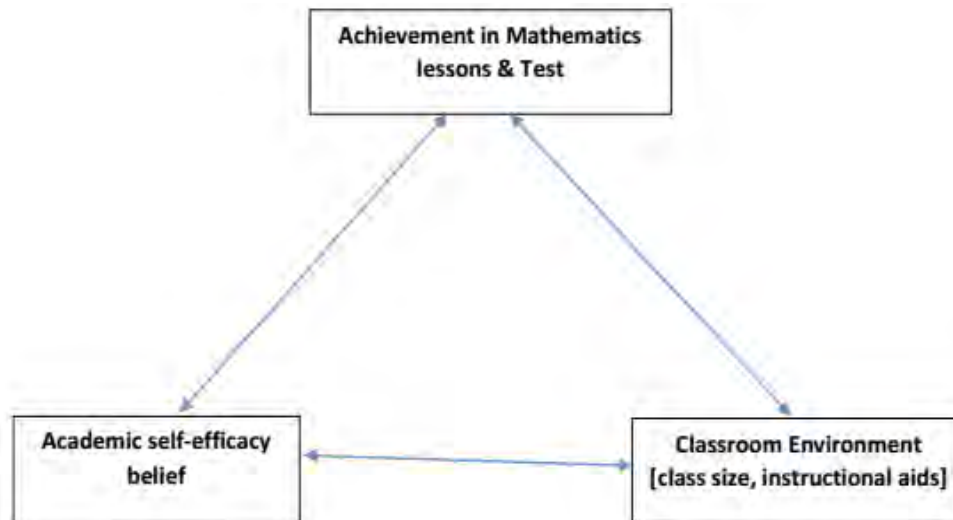 Achievement in Mathematics
lessons & Test
Academic self-efficacy
belief
Classroom Environment
[class size, instructional aids]